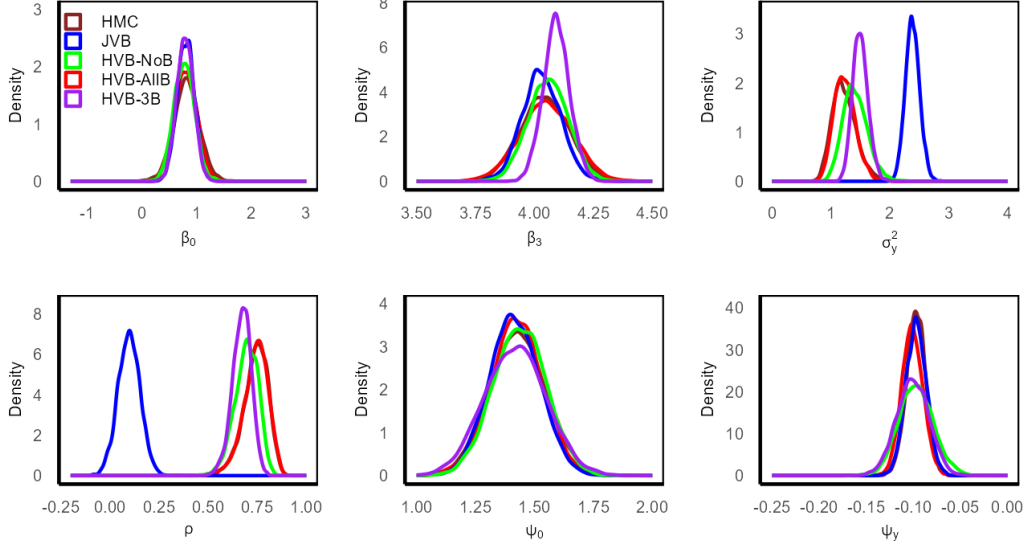 3
2
1
0
Density
HMC
JVB
HVB-NoB
HVB-AllB
HVB-3B
-1 0 1 2 3
β0
8
6
4
2
0
Density
3.50 3.75 4.00 4.25 4.50
β3
3
2
1
0
Density
0 1 2 3 4
σ²y
8
6
4
2
0
Density
-0.25 0.00 0.25 0.50 0.75 1.00
ρ
4
3
2
1
0
Density
1.00 1.25 1.50 1.75 2.00
ψ0
40
30
20
10
0
Density
-0.25 -0.20 -0.15 -0.10 -0.05 0.00
ψy